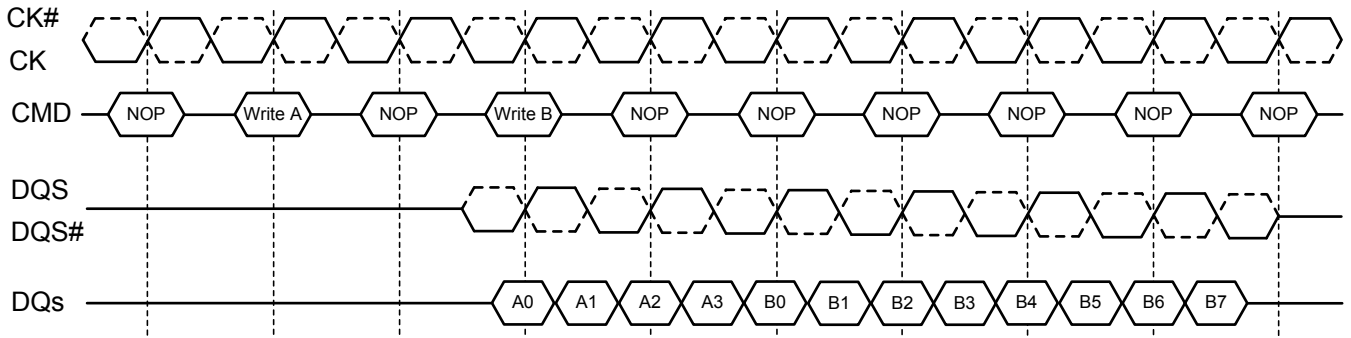 CK#
CK
CMD NOP Write A NOP Write B NOP NOP NOP NOP NOP NOP
DQS
DQS#
DQs A0 A1 A2 A3 B0 B1 B2 B3 B4 B5 B6 B7